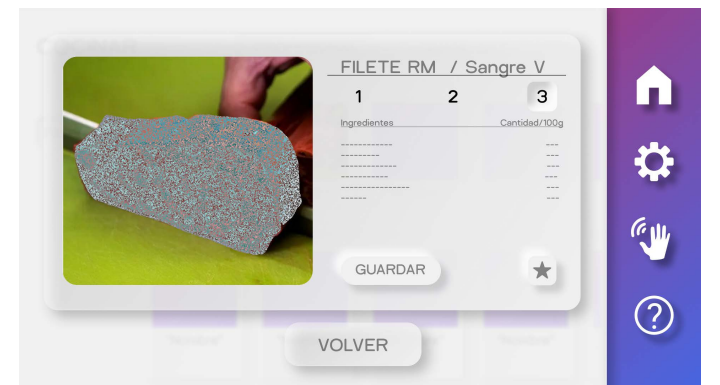 FILETE RM / Sangre V
1 2 3
Ingredientes Cantidad/100g
------------ ---
--------- ---
------------- ---
----------- ---
---------------- ---
------ ---
GUARDAR
VOLVER
?